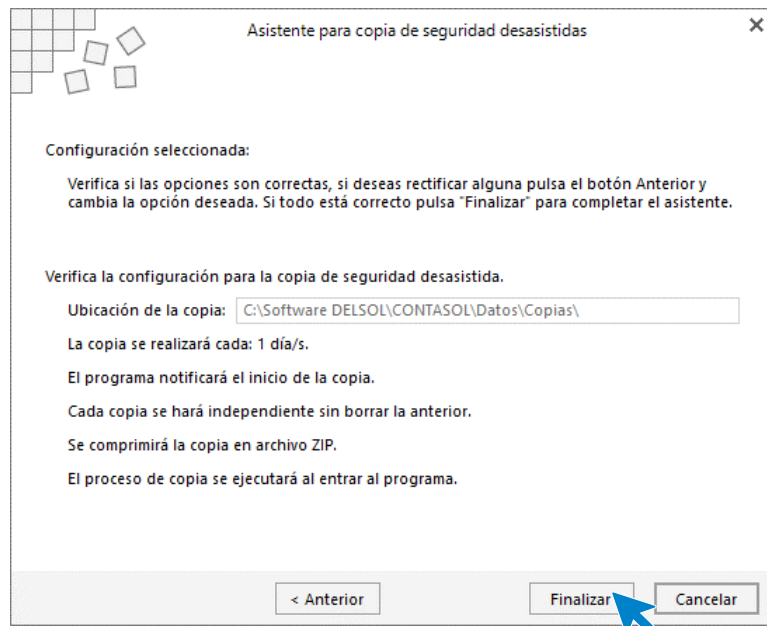 Asistente para copia de seguridad desasistidas
Configuración seleccionada:
Verifica si las opciones son correctas, si deseas rectificar alguna pulsa el botón Anterior y
cambia la opción deseada. Si todo está correcto pulsa "Finalizar" para completar el asistente.
Verifica la configuración para la copia de seguridad desasistida.
Ubicación de la copia: C:\Software DELSOL\CONTASOL\Datos\Copias\
La copia se realizará cada: 1 día/s.
El programa notificará el inicio de la copia.
Cada copia se hará independiente sin borrar la anterior.
Se comprimirá la copia en archivo ZIP.
El proceso de copia se ejecutará al entrar al programa.
< Anterior Finalizar Cancelar